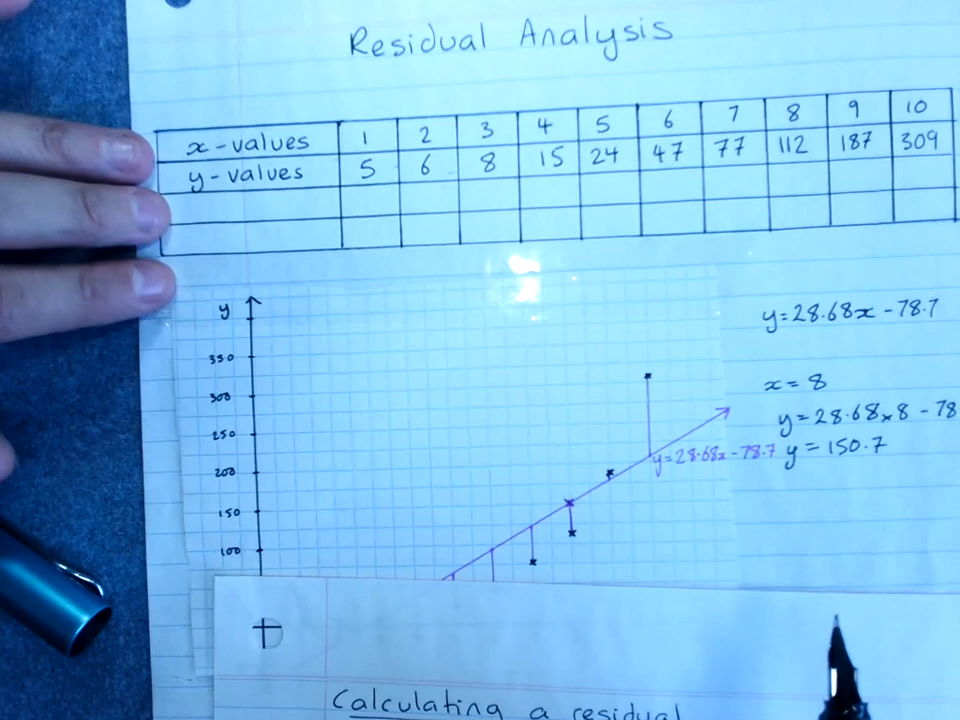 Residual Analysis
x-values 1 2 3 4 5 6 7 8 9 10
y-values 5 6 8 15 24 47 77 112 187 309
y
350
300
250
200
150
100
y=28.68x-78.7
y=28.68x-78.7
x=8
y=28.68x8-78
y=150.7
Calculating a residual